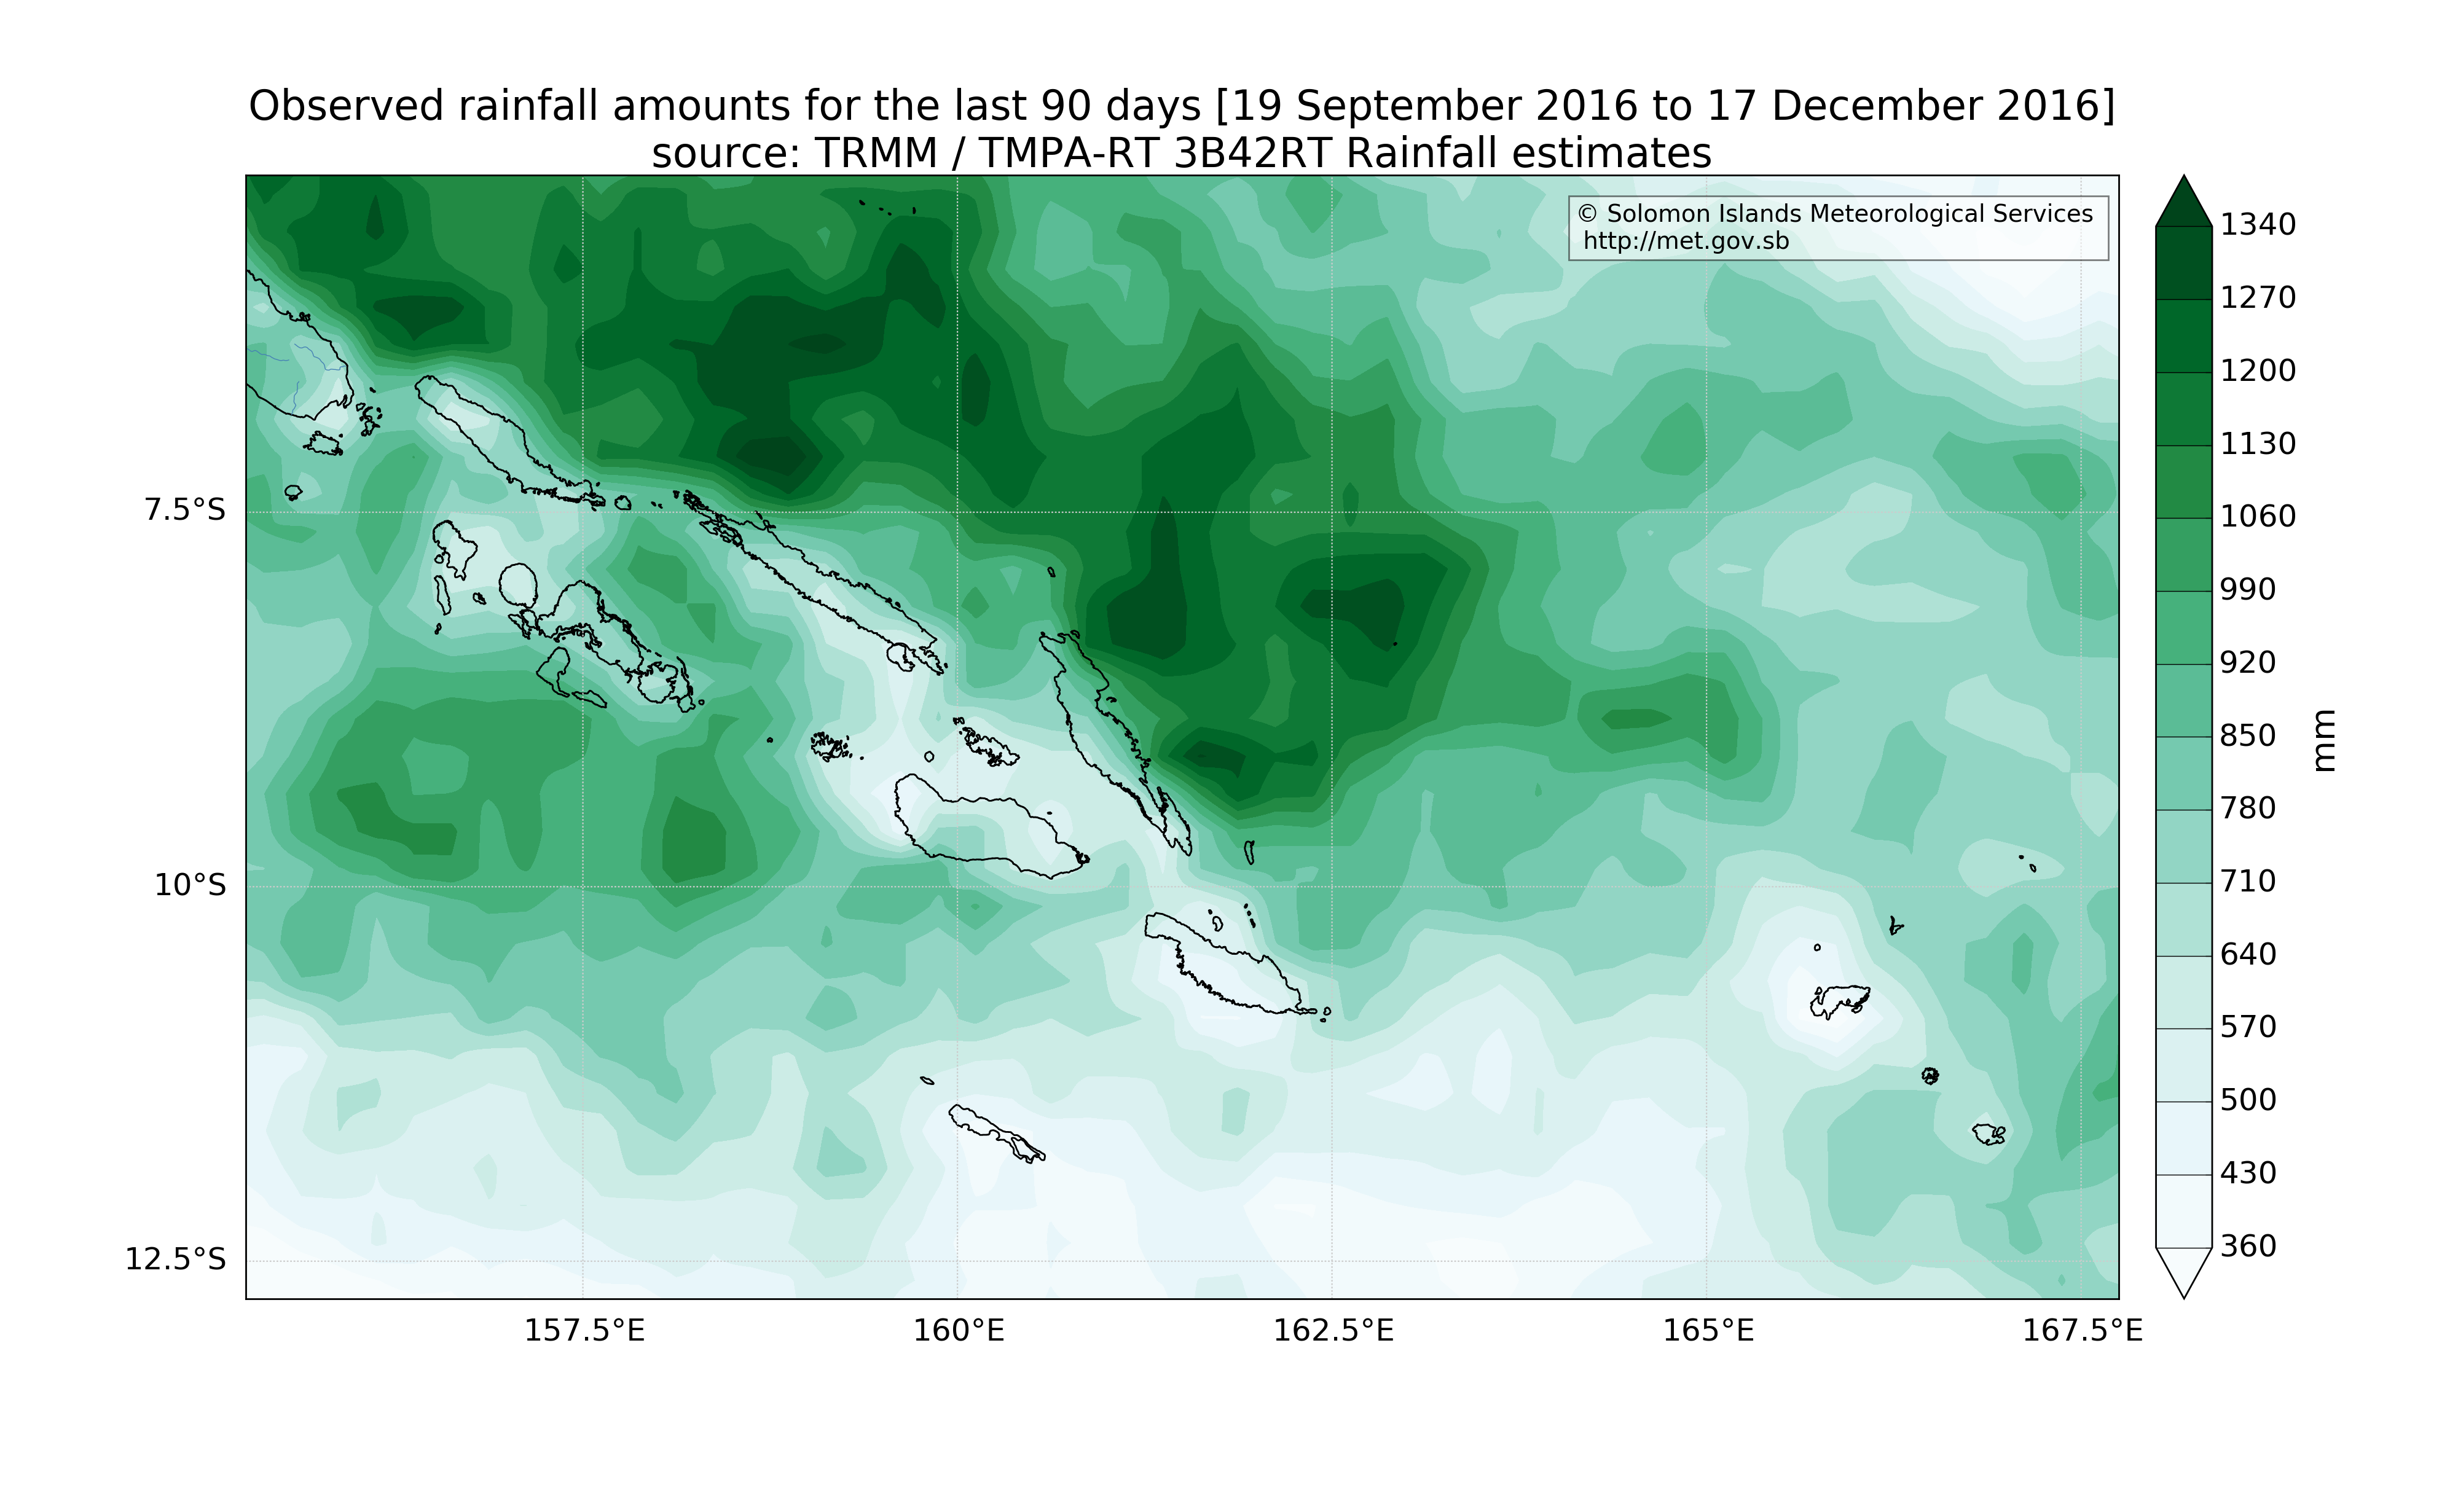 Observed rainfall amounts for the last 90 days [19 September 2016 to 17 December 2016]
source: TRMM / TMPA-RT 3B42RT Rainfall estimates
© Solomon Islands Meteorological Services
http://met.gov.sb
7.5°S
10°S
12.5°S
157.5°E
160°E
162.5°E
165°E
167.5°E
1340
1270
1200
1130
1060
990
920
850
780
710
640
570
500
430
360
mm